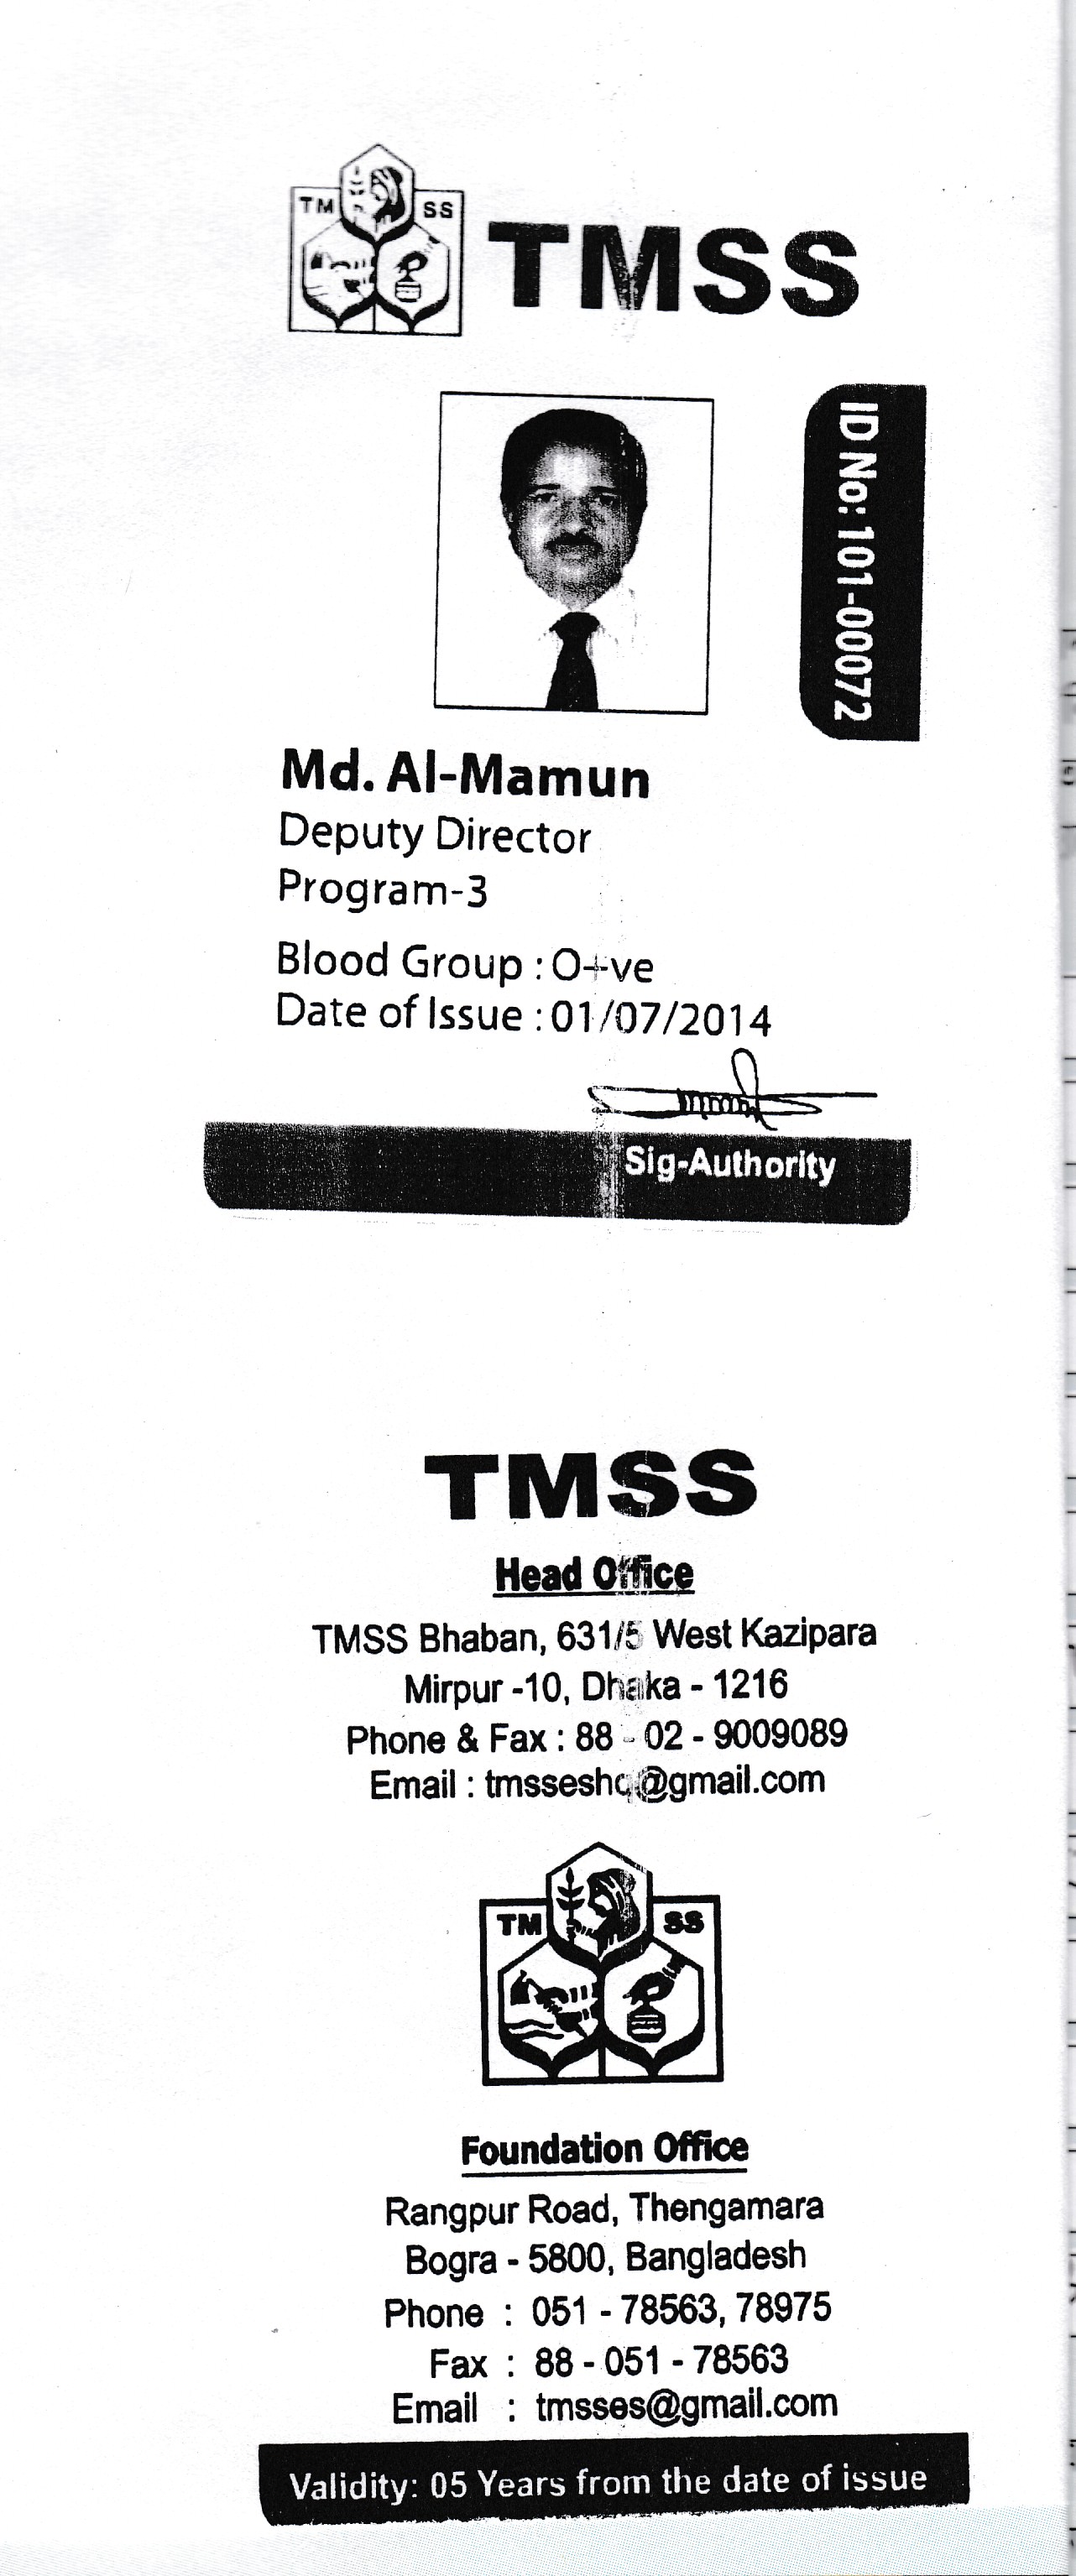 TM SS
TMSS
ID No: 101-00072
Md. Al-Mamun
Deputy Director
Program-3
Blood Group : O+ve
Date of Issue : 01/07/2014
Sig-Authority
TMSS
Head Office
TMSS Bhaban, 631/5 West Kazipara
Mirpur -10, Dhaka - 1216
Phone & Fax : 88 - 02 - 9009089
Email : tmsseshq@gmail.com
TM SS
Foundation Office
Rangpur Road, Thengamara
Bogra - 5800, Bangladesh
Phone : 051 - 78563, 78975
Fax : 88 - 051 - 78563
Email : tmsses@gmail.com
Validity: 05 Years from the date of issue